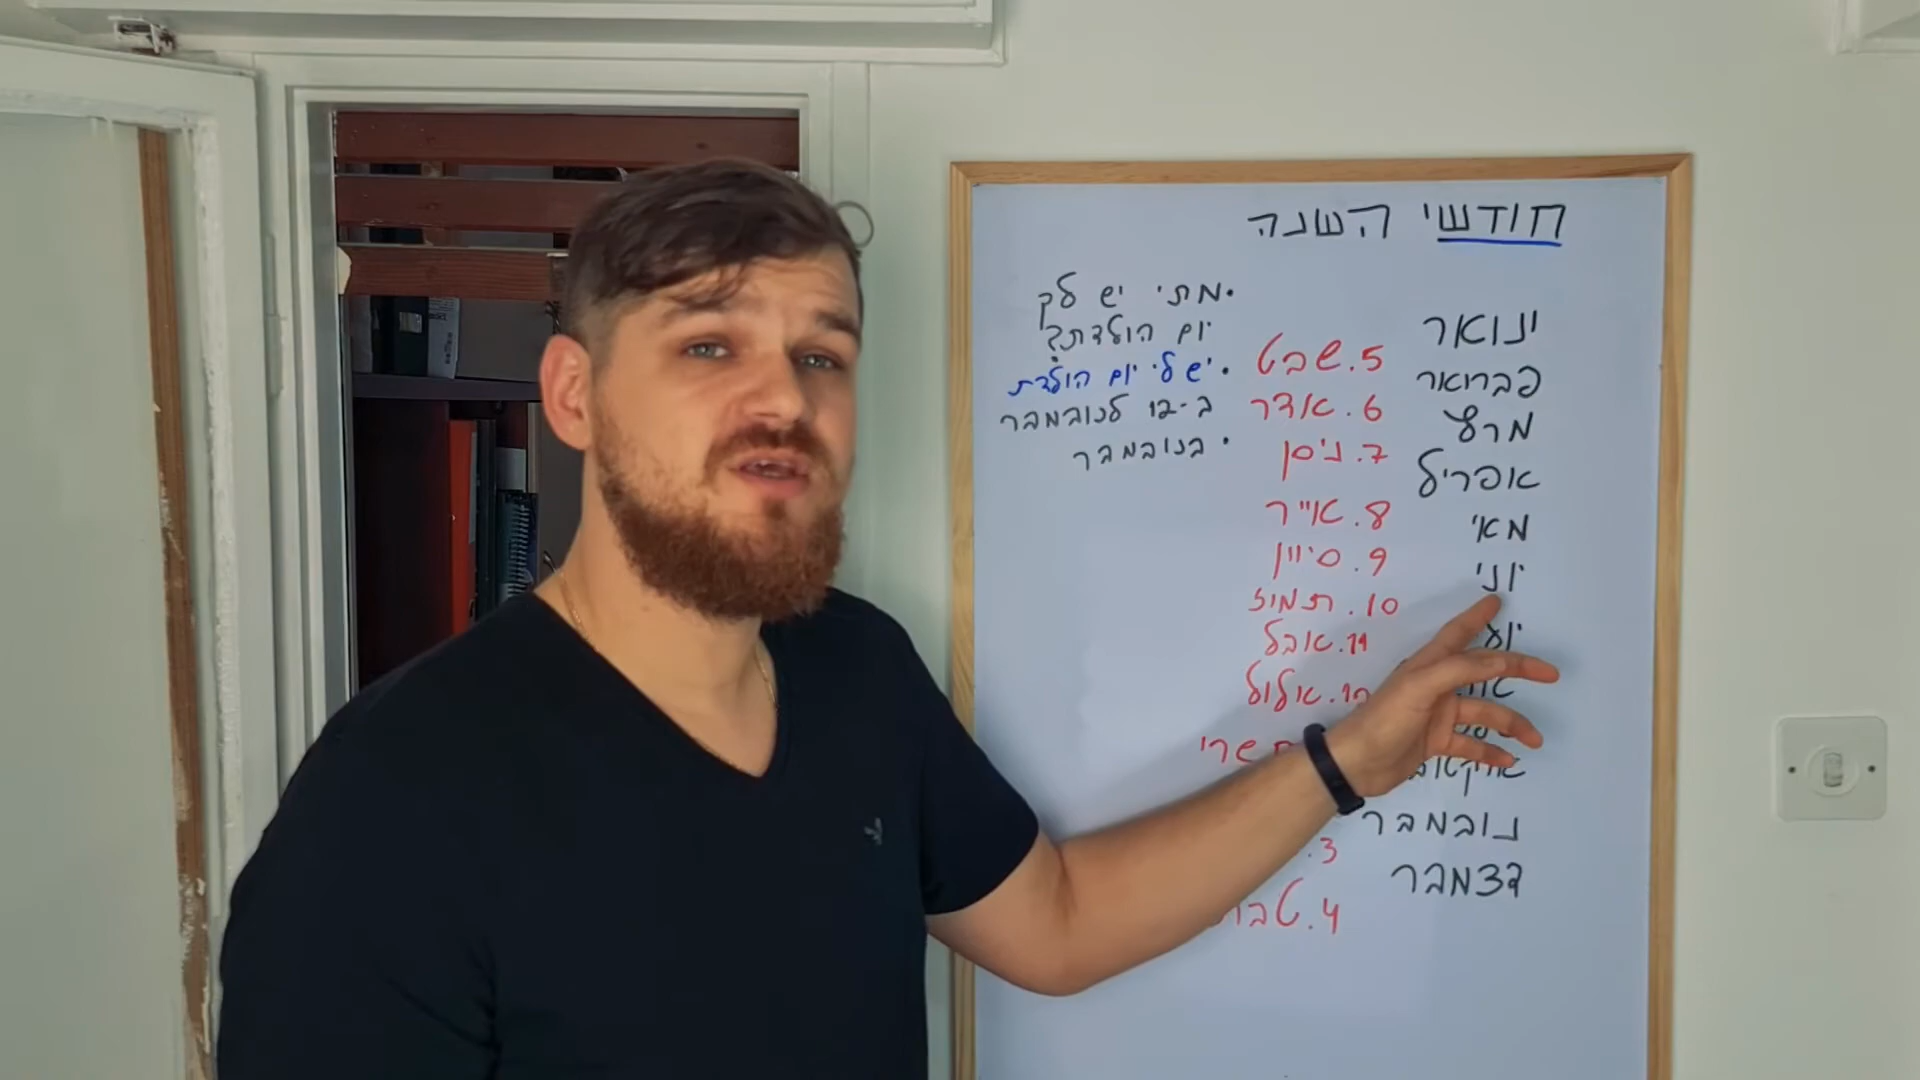 חודשי השנה
ינואר
פברואר
מרץ
אפריל
מאי
יוני
נובמבר
דצמבר
5. שבט
6. אדר
7. ניסן
8. אייר
9. סיוון
10. תמוז
11. אב
אלול
3.
4. טב
• מתי יש לך
יום הולדת?
• יש לי יום הולדת
ב-12 לנובמבר
• בנובמבר